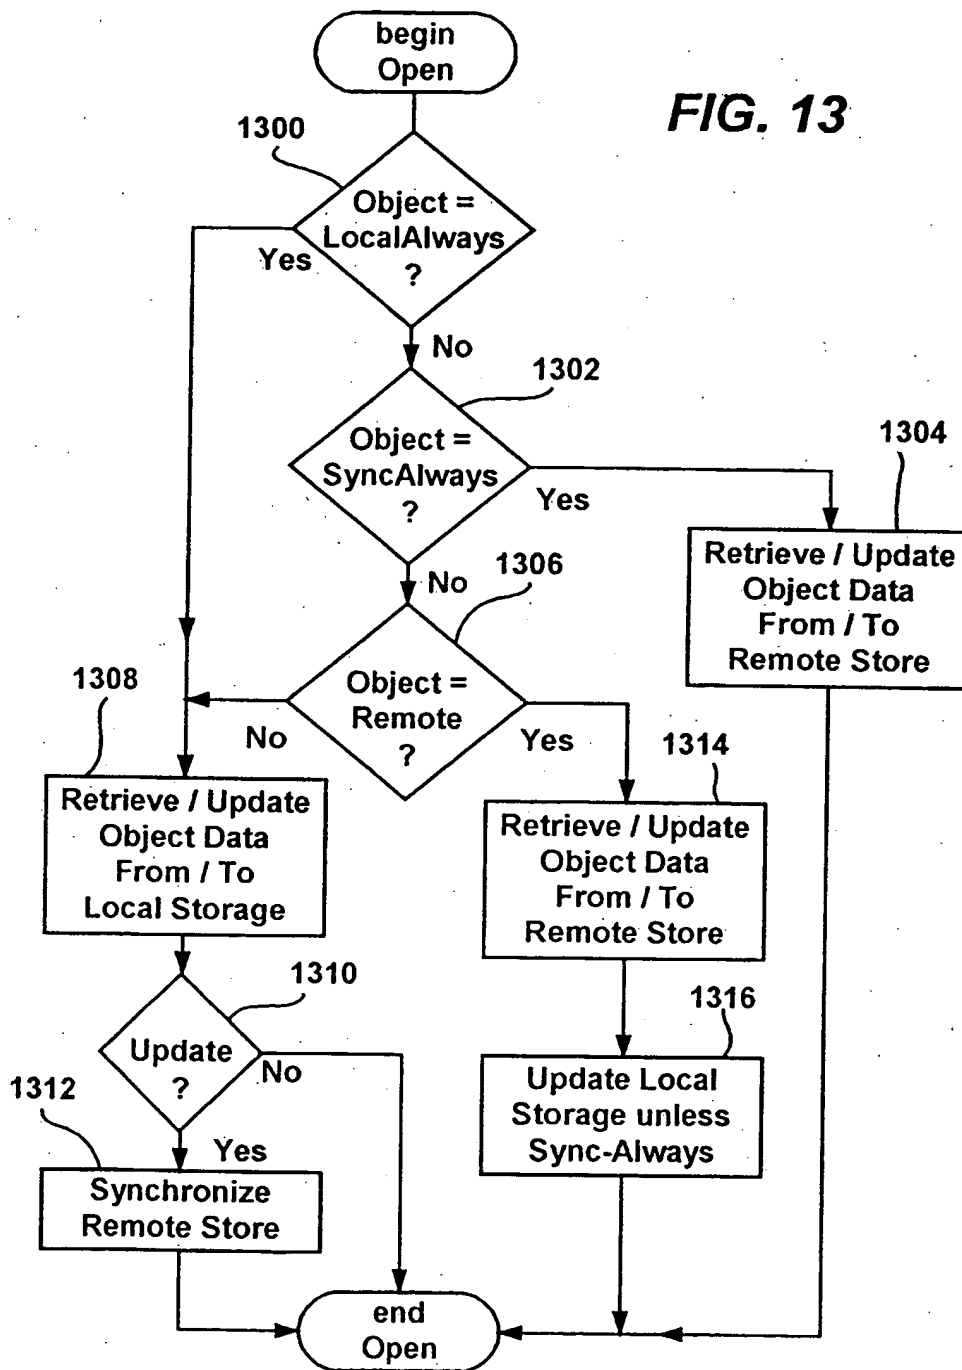 begin
Open
FIG. 13
1300
Object =
LocalAlways
?
Yes
No
1302
Object =
SyncAlways
?
Yes
1304
Retrieve / Update
Object Data
From / To
Remote Store
No
1306
Object =
Remote
?
No
Yes
1308
Retrieve / Update
Object Data
From / To
Local Storage
1314
Retrieve / Update
Object Data
From / To
Remote Store
1310
Update
?
No
Yes
1312
Synchronize
Remote Store
1316
Update Local
Storage unless
Sync-Always
end
Open